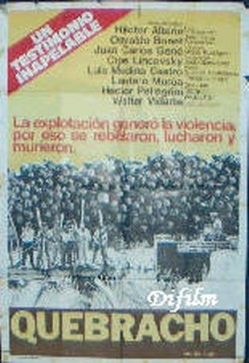 UN
TESTIMONIO
INAPELABLE
Héctor Alterio
Osvaldo Bonet
Juan Carlos Gené
Cipe Lincovsky
Luis Medina Castro
Lautaro Murúa
Héctor Pellegrini
Walter Vidarte
La explotación generó la violencia,
por eso se rebelaron, lucharon y
murieron.
Difilm
QUEBRACHO